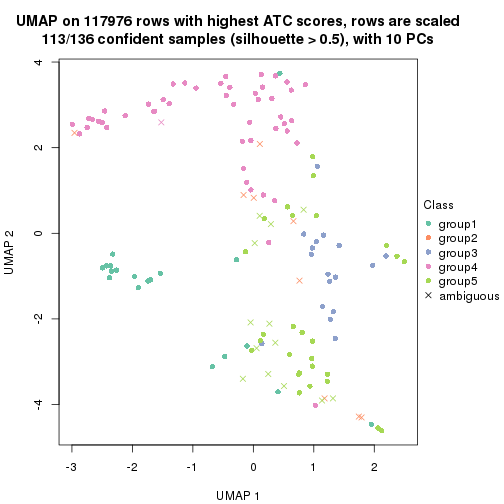 UMAP on 117976 rows with highest ATC scores, rows are scaled
113/136 confident samples (silhouette > 0.5), with 10 PCs
4
2
0
-2
-4
UMAP 2
-3
-2
-1
0
1
2
UMAP 1
Class
group1
group2
group3
group4
group5
ambiguous